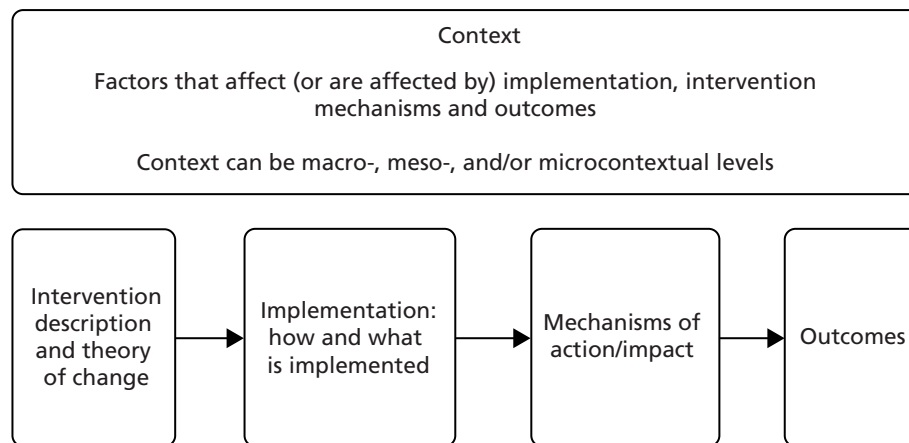 Context
Factors that affect (or are affected by) implementation, intervention
mechanisms and outcomes
Context can be macro-, meso-, and/or microcontextual levels
Intervention
description
and theory
of change
Implementation:
how and what
is implemented
Mechanisms of
action/impact
Outcomes